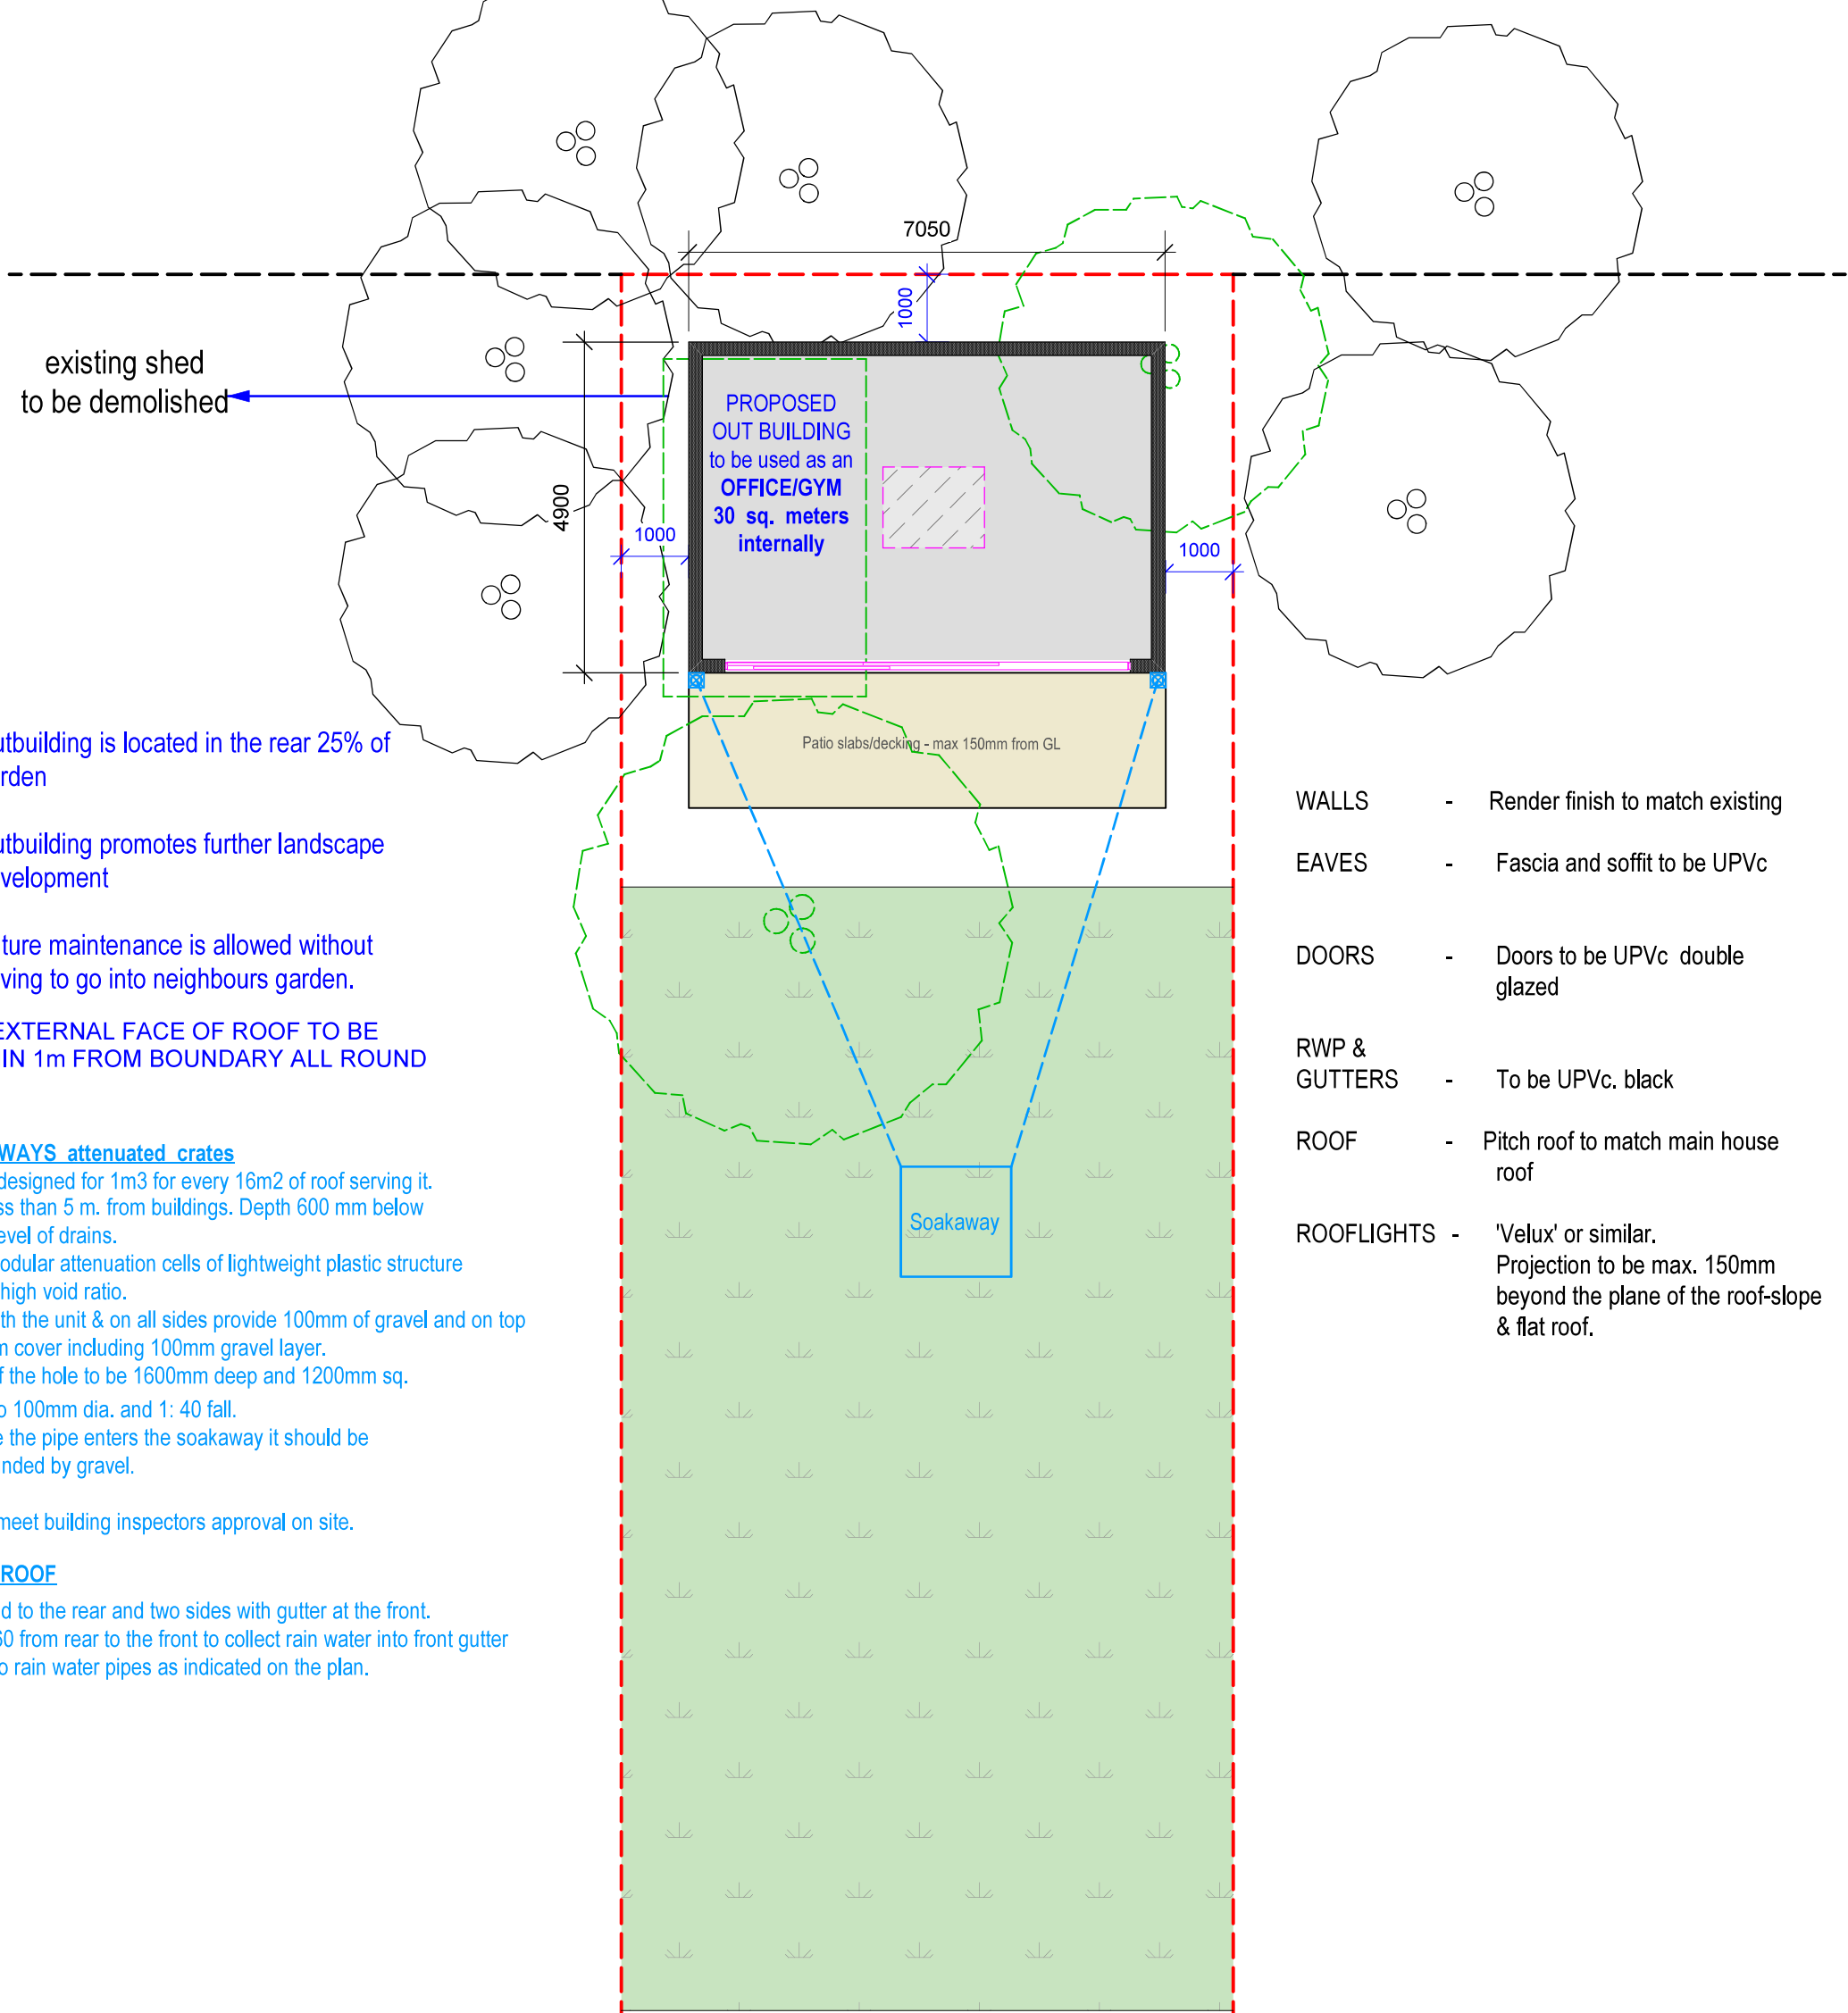 7050
1000
existing shed
to be demolished
4900
1000
1000
PROPOSED
OUT BUILDING
to be used as an
OFFICE/GYM
30 sq. meters
internally
Patio slabs/decking - max 150mm from GL
Soakaway
utbuilding is located in the rear 25% of
rden
utbuilding promotes further landscape
velopment
ture maintenance is allowed without
ving to go into neighbours garden.
EXTERNAL FACE OF ROOF TO BE
IN 1m FROM BOUNDARY ALL ROUND
WAYS attenuated crates
designed for 1m3 for every 16m2 of roof serving it.
ss than 5 m. from buildings. Depth 600 mm below
evel of drains.
odular attenuation cells of lightweight plastic structure
high void ratio.
th the unit & on all sides provide 100mm of gravel and on top
m cover including 100mm gravel layer.
f the hole to be 1600mm deep and 1200mm sq.
o 100mm dia. and 1: 40 fall.
e the pipe enters the soakaway it should be
nded by gravel.
meet building inspectors approval on site.
ROOF
d to the rear and two sides with gutter at the front.
60 from rear to the front to collect rain water into front gutter
o rain water pipes as indicated on the plan.
WALLS - Render finish to match existing
EAVES - Fascia and soffit to be UPVc
DOORS - Doors to be UPVc double
glazed
RWP &
GUTTERS - To be UPVc. black
ROOF - Pitch roof to match main house
roof
ROOFLIGHTS - 'Velux' or similar.
Projection to be max. 150mm
beyond the plane of the roof-slope
& flat roof.